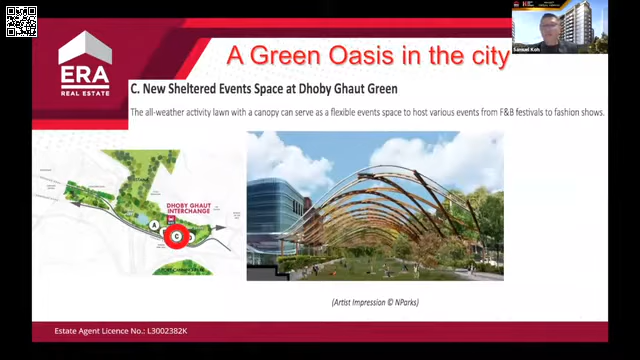 A Green Oasis in the city
Samuel Koh
ERA
REAL ESTATE
C. New Sheltered Events Space at Dhoby Ghaut Green
The all-weather activity lawn with a canopy can serve as a flexible events space to host various events from F&B festivals to fashion shows.
DHOBY GHAUT
INTERCHANGE
A
C
(Artist Impression © NParks)
Estate Agent Licence No.: L3002382K